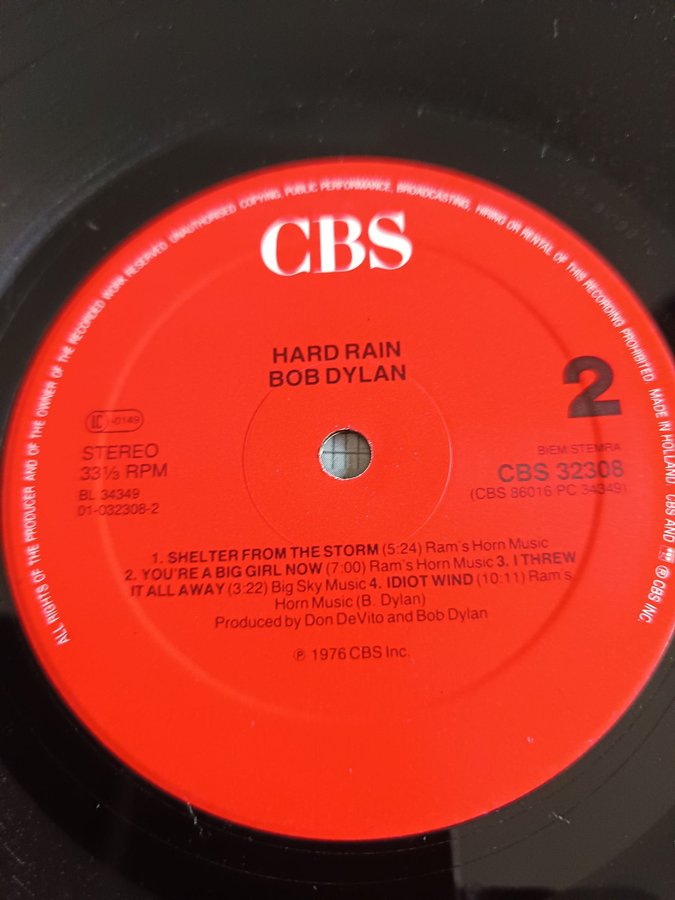 ALL RIGHTS OF THE PRODUCER AND OF THE OWNER OF THE RECORDED WORK RESERVED. UNAUTHORISED COPYING, PUBLIC PERFORMANCE, BROADCASTING, HIRING OR RENTAL OF THIS RECORDING PROHIBITED. MADE IN HOLLAND. CBS AND ℗ CBS INC.
CBS
HARD RAIN
BOB DYLAN
2
LC-0149
STEREO
33⅓ RPM
BL 34349
01-032308-2
BIEM/STEMRA
CBS 32308
(CBS 86016 PC 34349)
1. SHELTER FROM THE STORM (5:24) Ram's Horn Music
2. YOU'RE A BIG GIRL NOW (7:00) Ram's Horn Music 3. I THREW
IT ALL AWAY (3:22) Big Sky Music 4. IDIOT WIND (10:11) Ram's
Horn Music (B. Dylan)
Produced by Don DeVito and Bob Dylan
℗ 1976 CBS Inc.